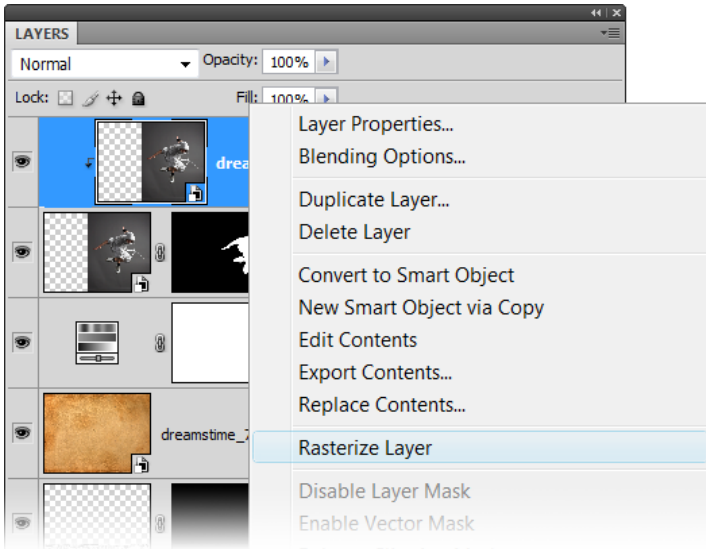 LAYERS
Normal
Opacity: 100%
Lock:
Fill: 100%
Layer Properties...
Blending Options...
Duplicate Layer...
Delete Layer
Convert to Smart Object
New Smart Object via Copy
Edit Contents
Export Contents...
Replace Contents...
Rasterize Layer
Disable Layer Mask
Enable Vector Mask
drea
dreamstime_7